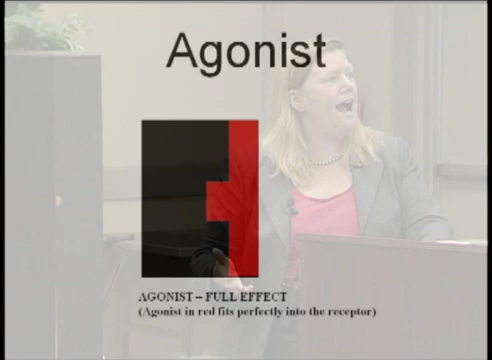 Agonist
AGONIST – FULL EFFECT
(Agonist in red fits perfectly into the receptor)